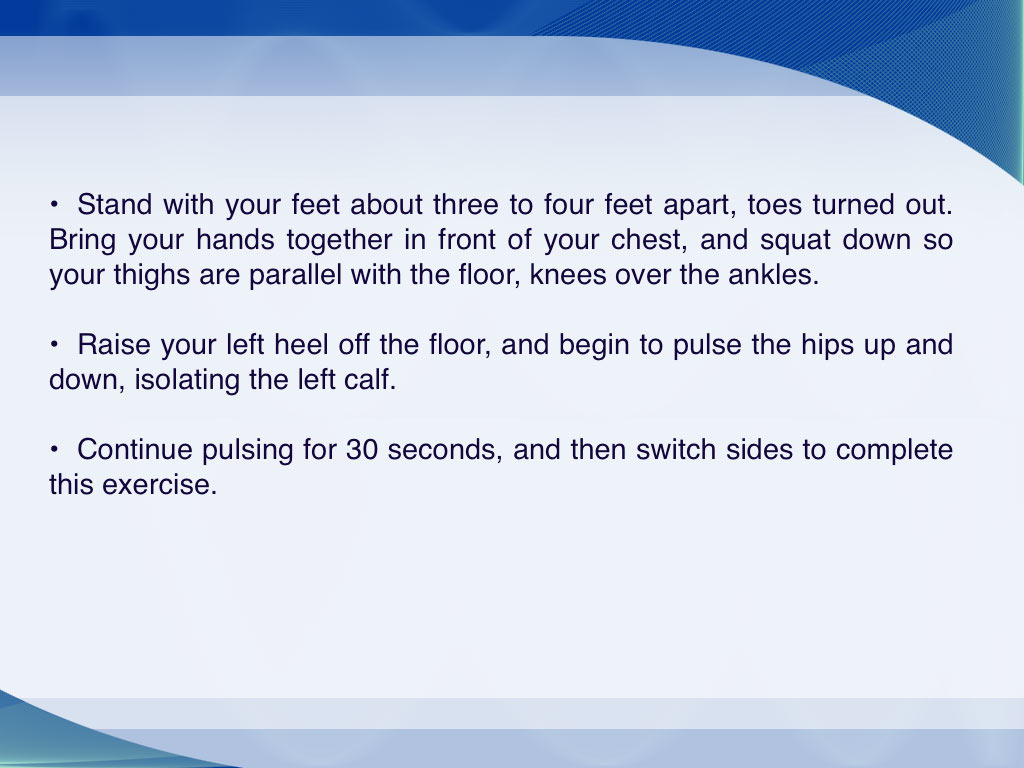 • Stand with your feet about three to four feet apart, toes turned out.
Bring your hands together in front of your chest, and squat down so
your thighs are parallel with the floor, knees over the ankles.
• Raise your left heel off the floor, and begin to pulse the hips up and
down, isolating the left calf.
• Continue pulsing for 30 seconds, and then switch sides to complete
this exercise.